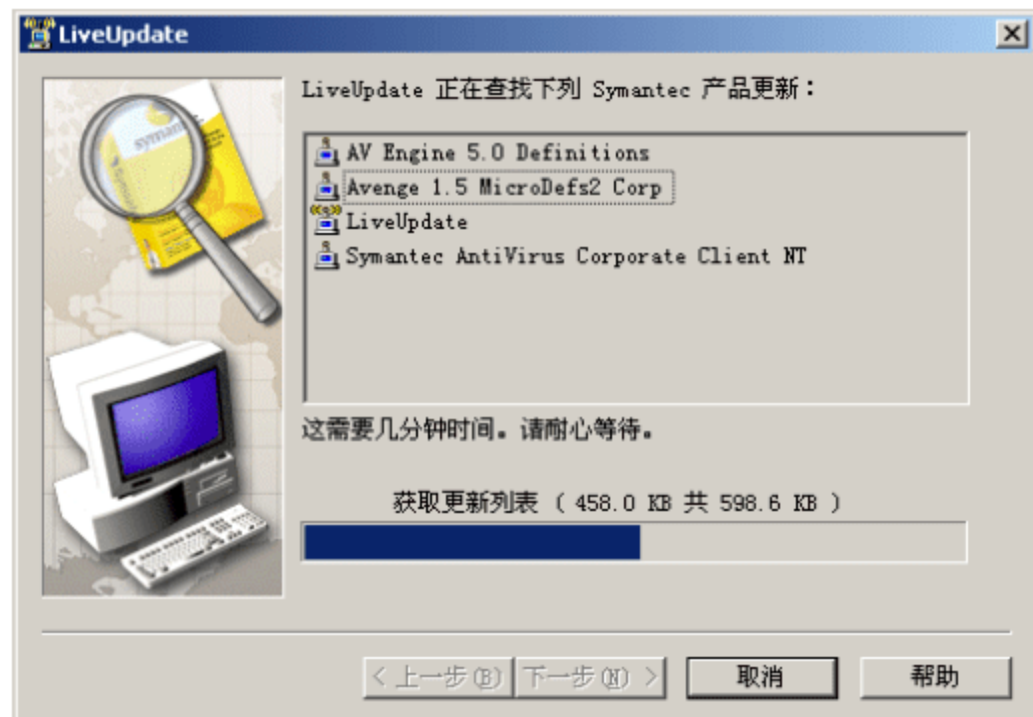 LiveUpdate
LiveUpdate 正在查找下列 Symantec 产品更新：
AV Engine 5.0 Definitions
Avenge 1.5 MicroDefs2 Corp
LiveUpdate
Symantec AntiVirus Corporate Client NT
这需要几分钟时间。请耐心等待。
获取更新列表 ( 458.0 KB 共 598.6 KB )
< 上一步(B) 下一步(N) > 取消 帮助